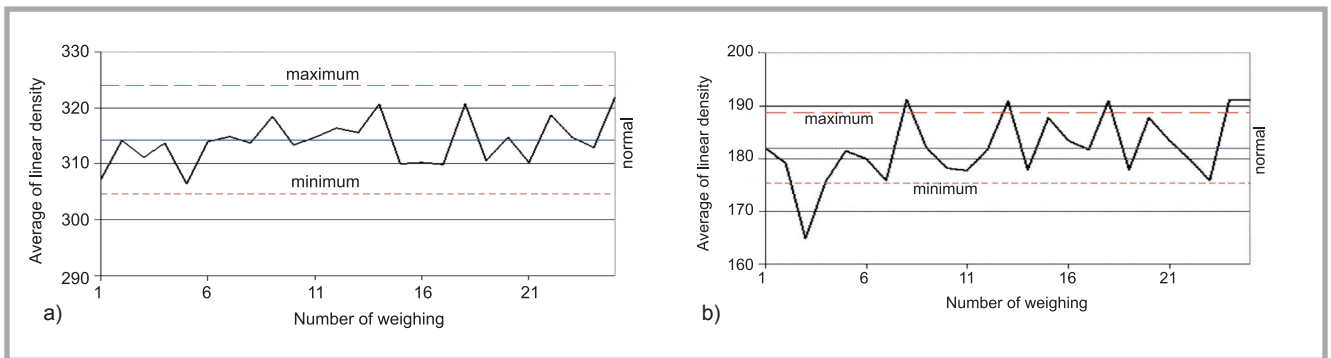 330
320
310
300
290
Average of linear density
maximum
minimum
normal
1
6
11
16
21
Number of weighing
a)
200
190
180
170
160
Average of linear density
maximum
minimum
normal
1
6
11
16
21
Number of weighing
b)